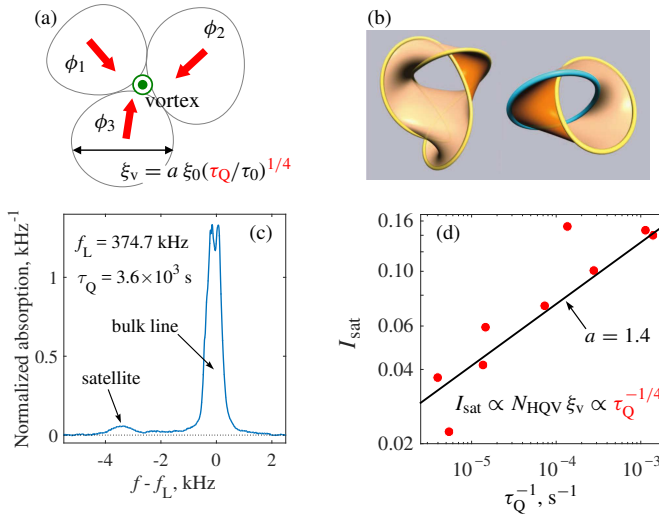 (a)
ϕ1
ϕ2
vortex
ϕ3
ξv = a ξ0(τQ/τ0)^1/4
(b)
Normalized absorption, kHz^-1
1
0.5
0
fL = 374.7 kHz
τQ = 3.6×10^3 s
(c)
bulk line
satellite
-4 -2 0 2
f - fL, kHz
Isat
0.16
0.10
0.06
0.04
0.02
(d)
a = 1.4
Isat ∝ NHQV ξv ∝ τQ^-1/4
10^-5 10^-4 10^-3
τQ^-1, s^-1